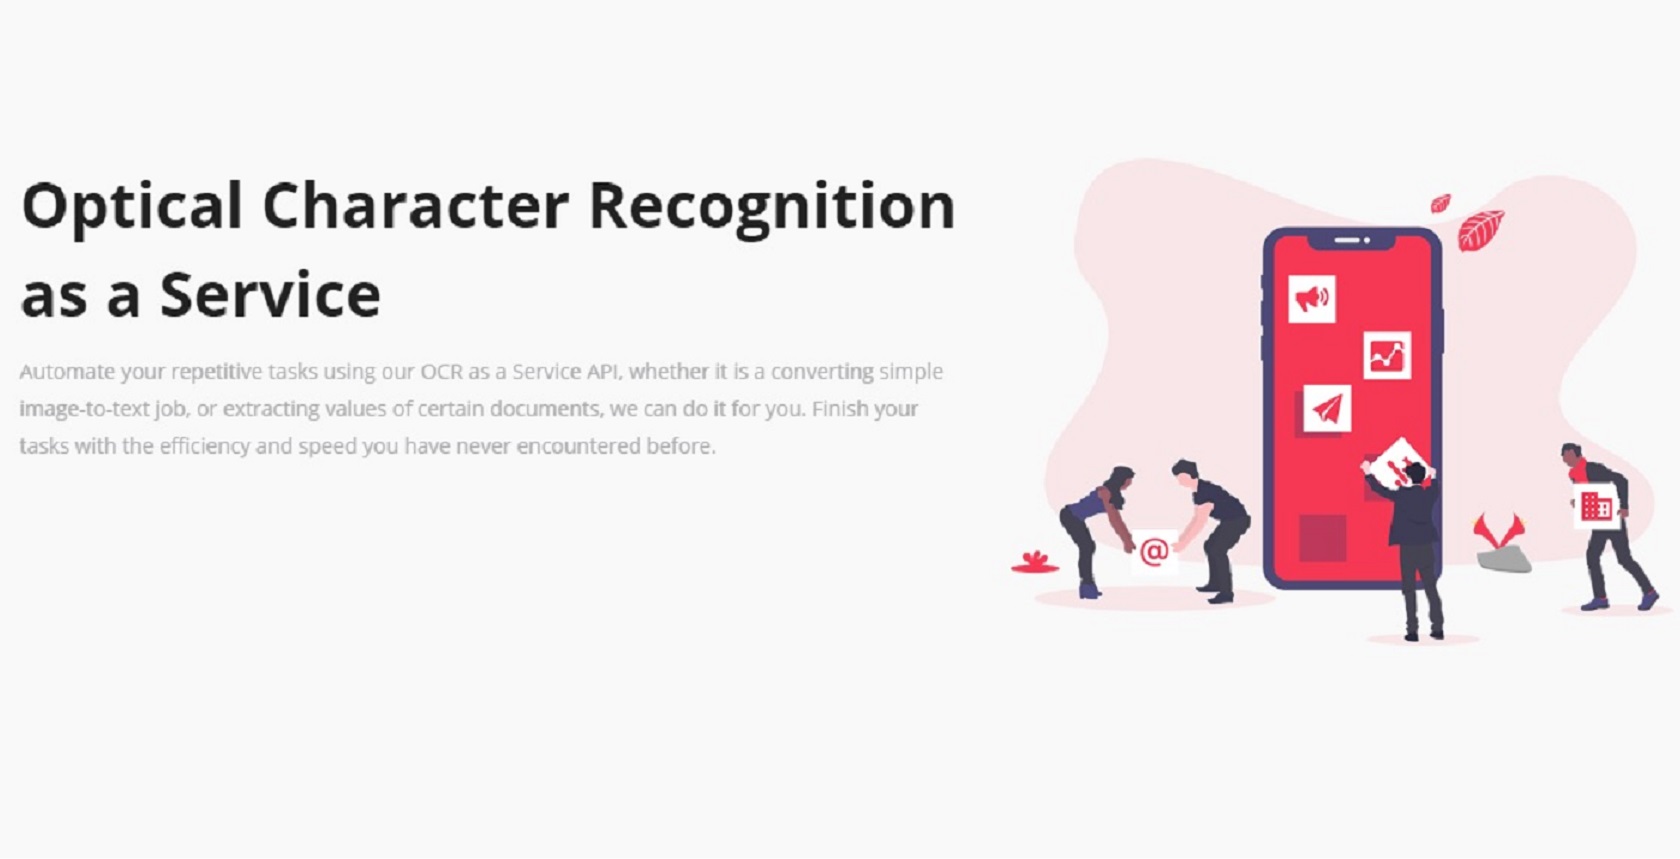 Optical Character Recognition
as a Service
Automate your repetitive tasks using our OCR as a Service API, whether it is a converting simple
image-to-text job, or extracting values of certain documents, we can do it for you. Finish your
tasks with the efficiency and speed you have never encountered before.
@